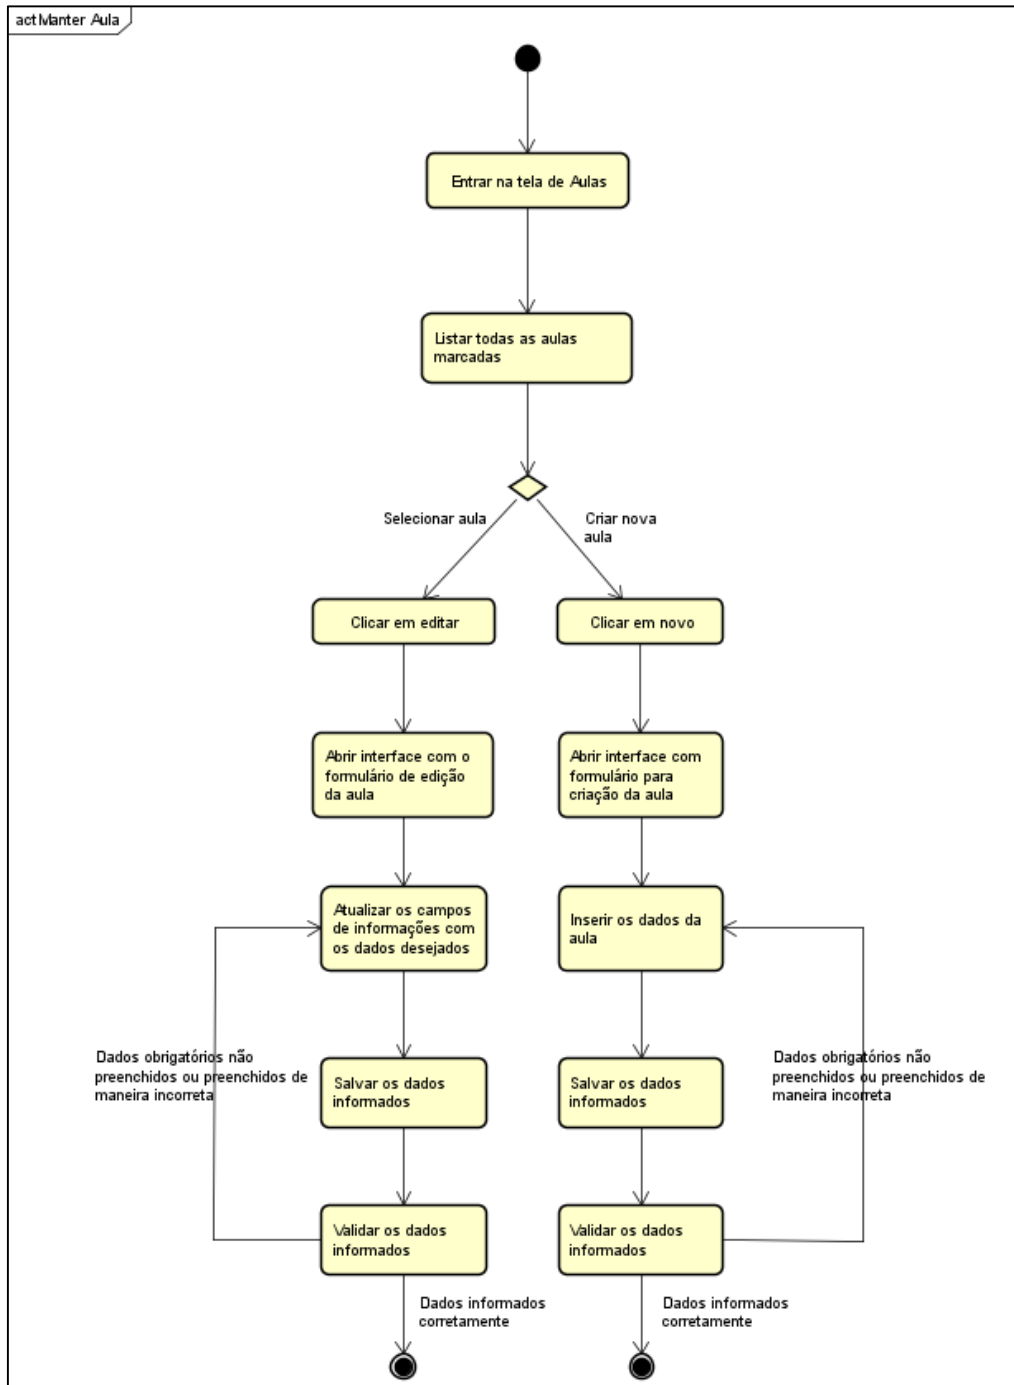 act Manter Aula
Entrar na tela de Aulas
Listar todas as aulas
marcadas
Selecionar aula
Criar nova
aula
Clicar em editar
Clicar em novo
Abrir interface com o
formulário de edição
da aula
Abrir interface com
formulário para
criação da aula
Atualizar os campos
de informações com
os dados desejados
Inserir os dados da
aula
Dados obrigatórios não
preenchidos ou preenchidos de
maneira incorreta
Salvar os dados
informados
Salvar os dados
informados
Dados obrigatórios não
preenchidos ou preenchidos de
maneira incorreta
Validar os dados
informados
Validar os dados
informados
Dados informados
corretamente
Dados informados
corretamente